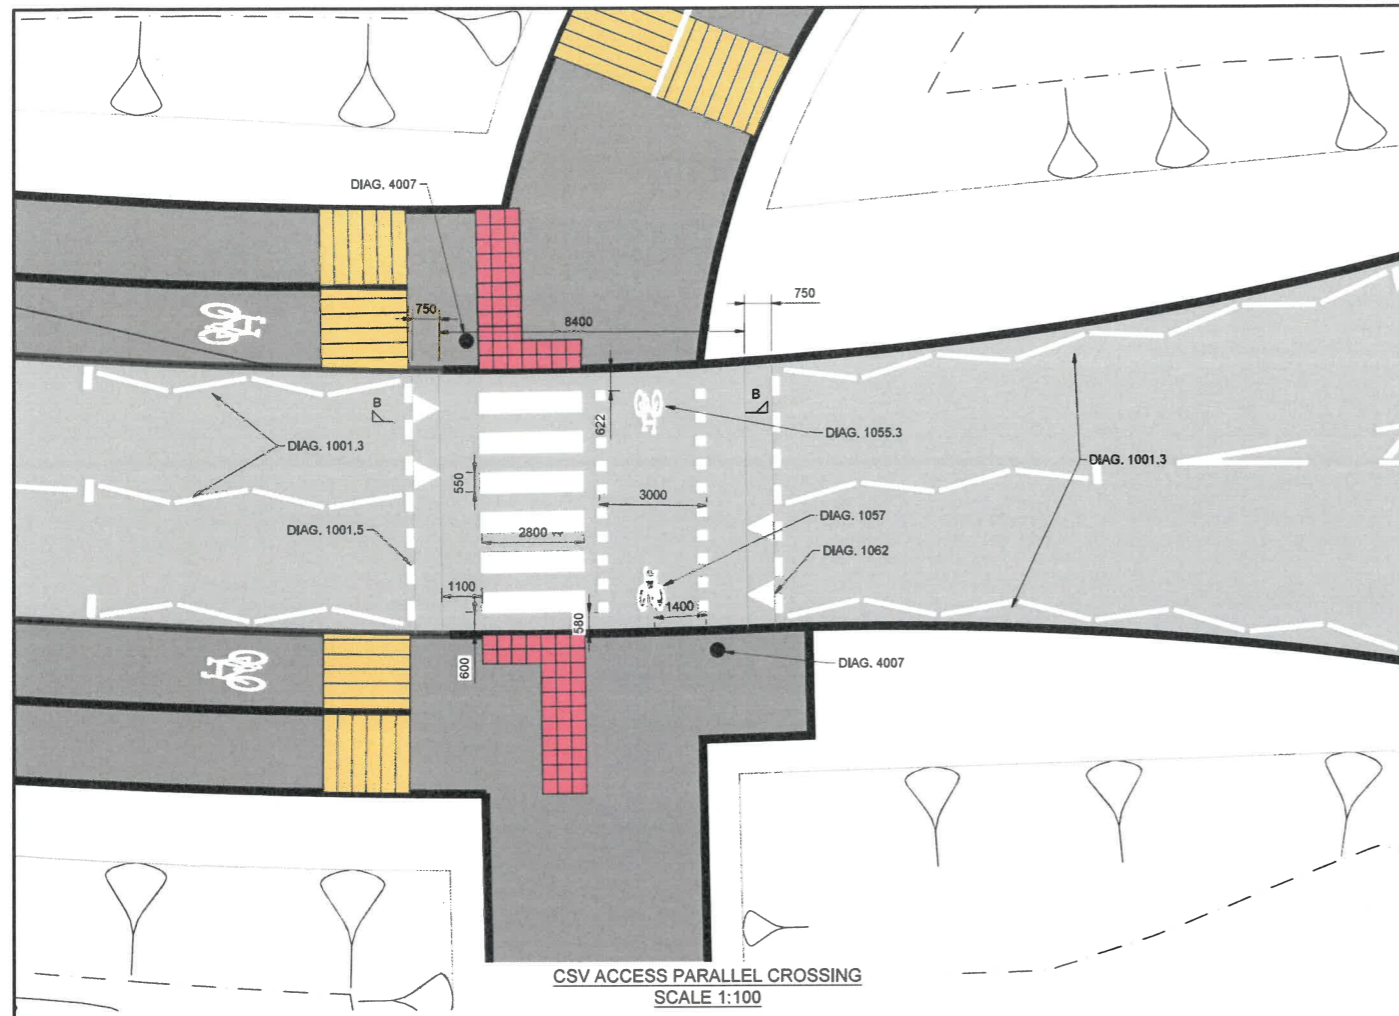 DIAG. 4007
750
750
8400
B
B
622
DIAG. 1055.3
DIAG. 1001.3
DIAG. 1001.3
550
3000
DIAG. 1001.5
2800
DIAG. 1057
DIAG. 1062
1100
1400
580
600
DIAG. 4007
CSV ACCESS PARALLEL CROSSING
SCALE 1:100